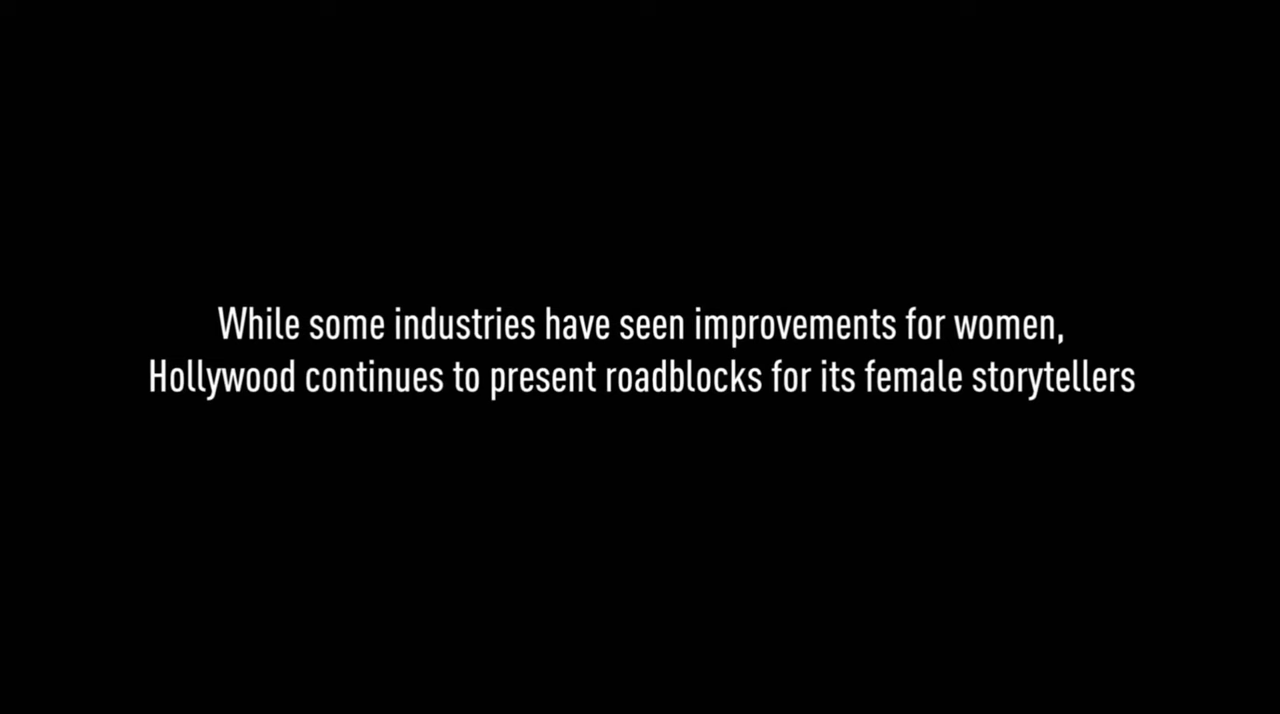 While some industries have seen improvements for women,
Hollywood continues to present roadblocks for its female storytellers